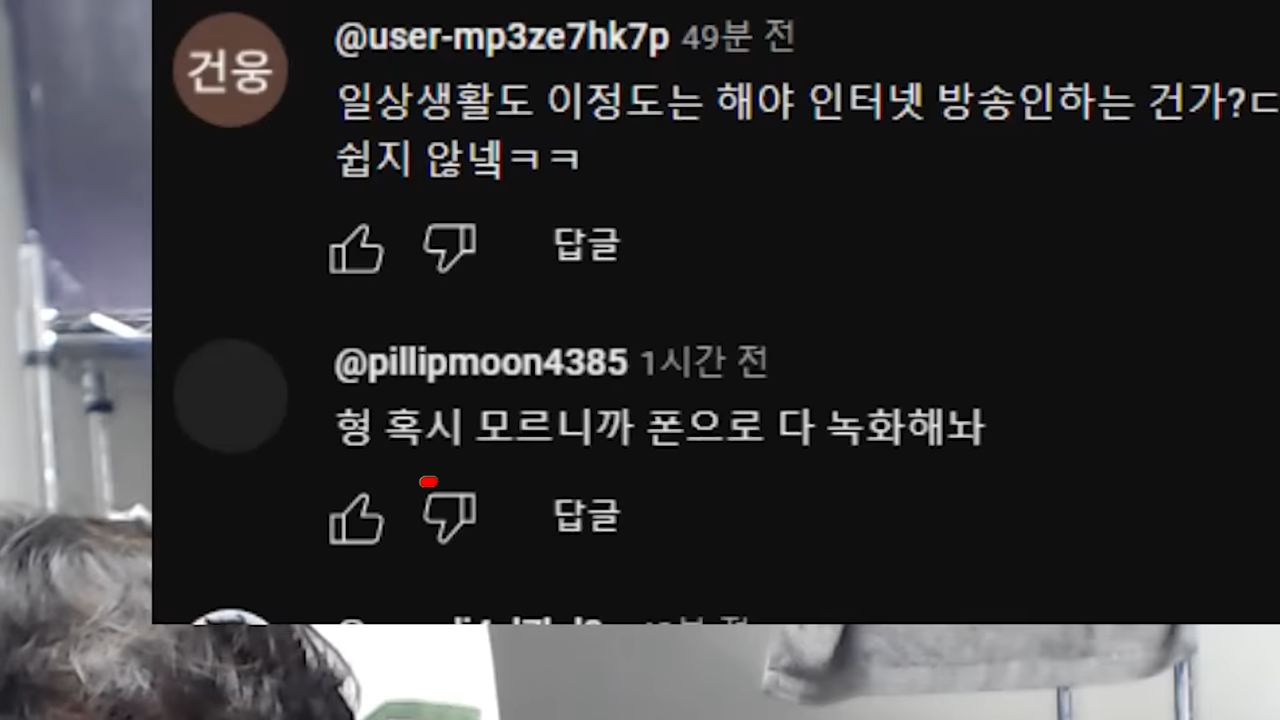 건웅
@user-mp3ze7hk7p 49분 전
일상생활도 이정도는 해야 인터넷 방송인하는 건가?
쉽지 않넼ㅋㅋ
답글
@pillipmoon4385 1시간 전
형 혹시 모르니까 폰으로 다 녹화해놔
답글